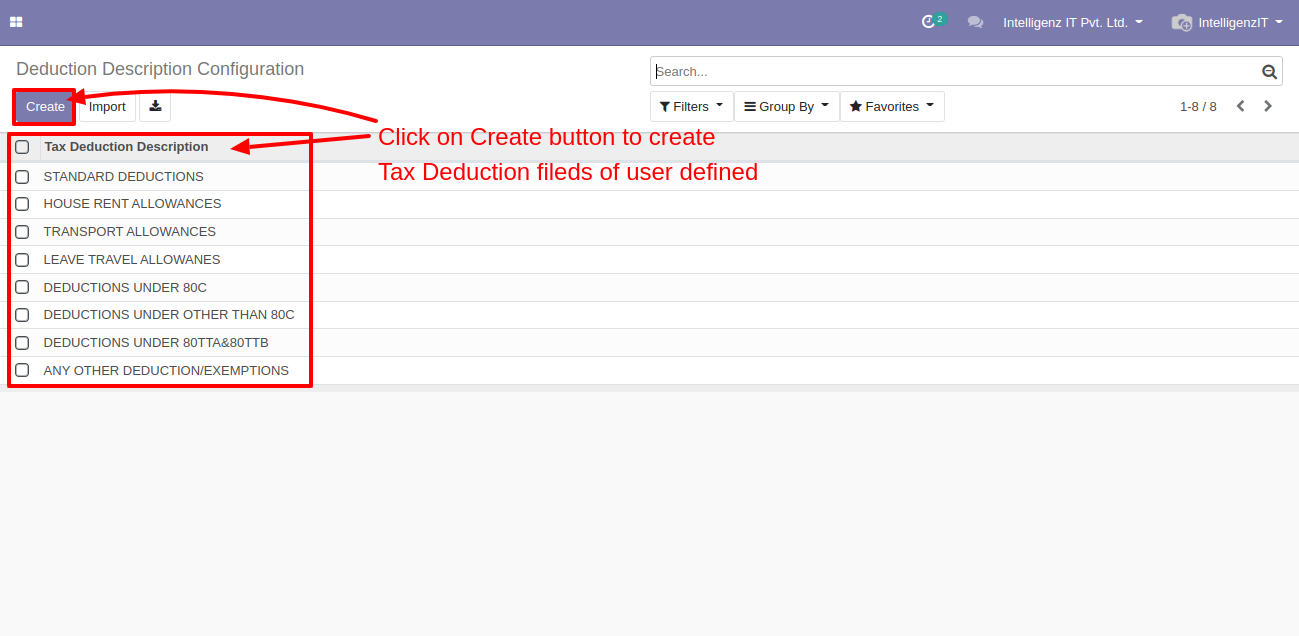 2
Intelligenz IT Pvt. Ltd.
IntelligenzIT
Deduction Description Configuration
Search...
Create
Import
Filters
Group By
Favorites
1-8 / 8
Click on Create button to create
Tax Deduction fileds of user defined
Tax Deduction Description
STANDARD DEDUCTIONS
HOUSE RENT ALLOWANCES
TRANSPORT ALLOWANCES
LEAVE TRAVEL ALLOWANES
DEDUCTIONS UNDER 80C
DEDUCTIONS UNDER OTHER THAN 80C
DEDUCTIONS UNDER 80TTA&80TTB
ANY OTHER DEDUCTION/EXEMPTIONS